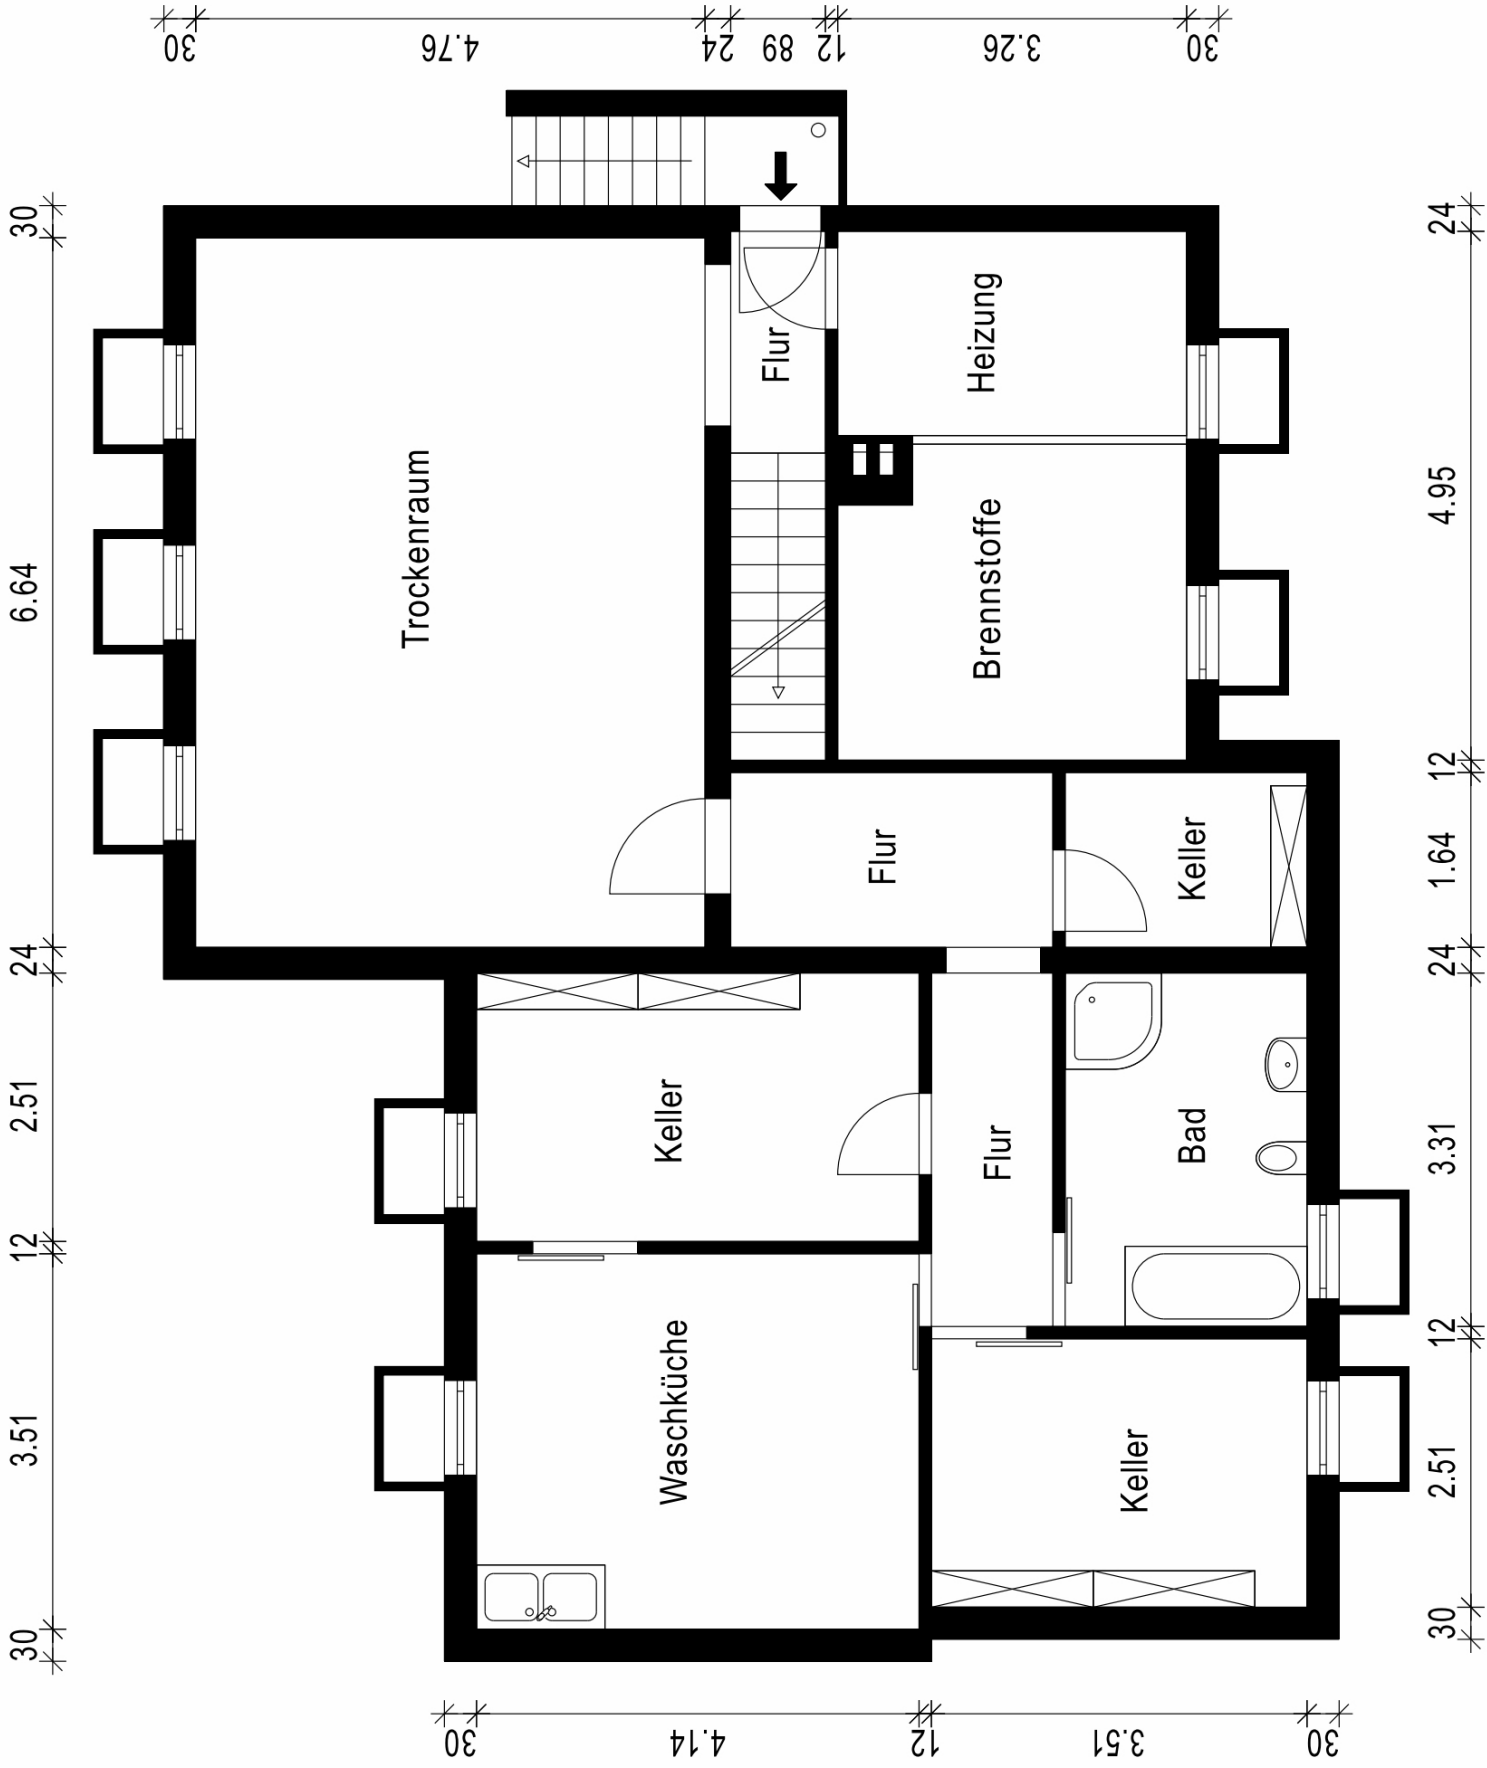 30
4.76
24
89
12
3.26
30
30
6.64
24
2.51
12
3.51
30
24
4.95
12
1.64
24
3.31
12
2.51
30
Trockenraum
Flur
Heizung
Brennstoffe
Flur
Keller
Keller
Flur
Bad
Waschküche
Keller
30
4.14
12
3.51
30